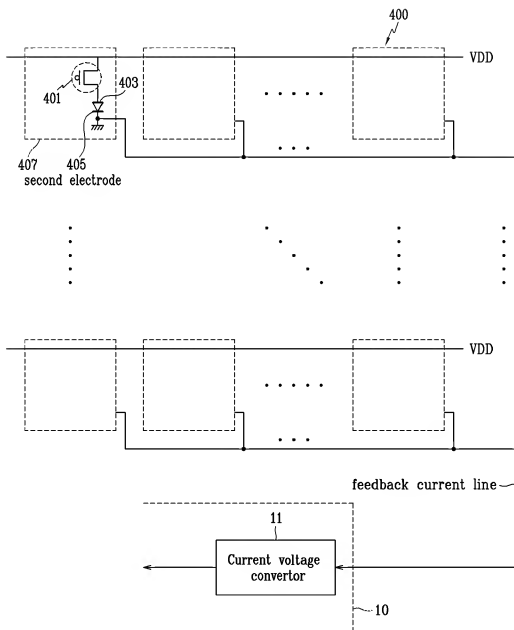 400
VDD
401
403
407
405
second electrode
VDD
feedback current line
11
Current voltage
convertor
10